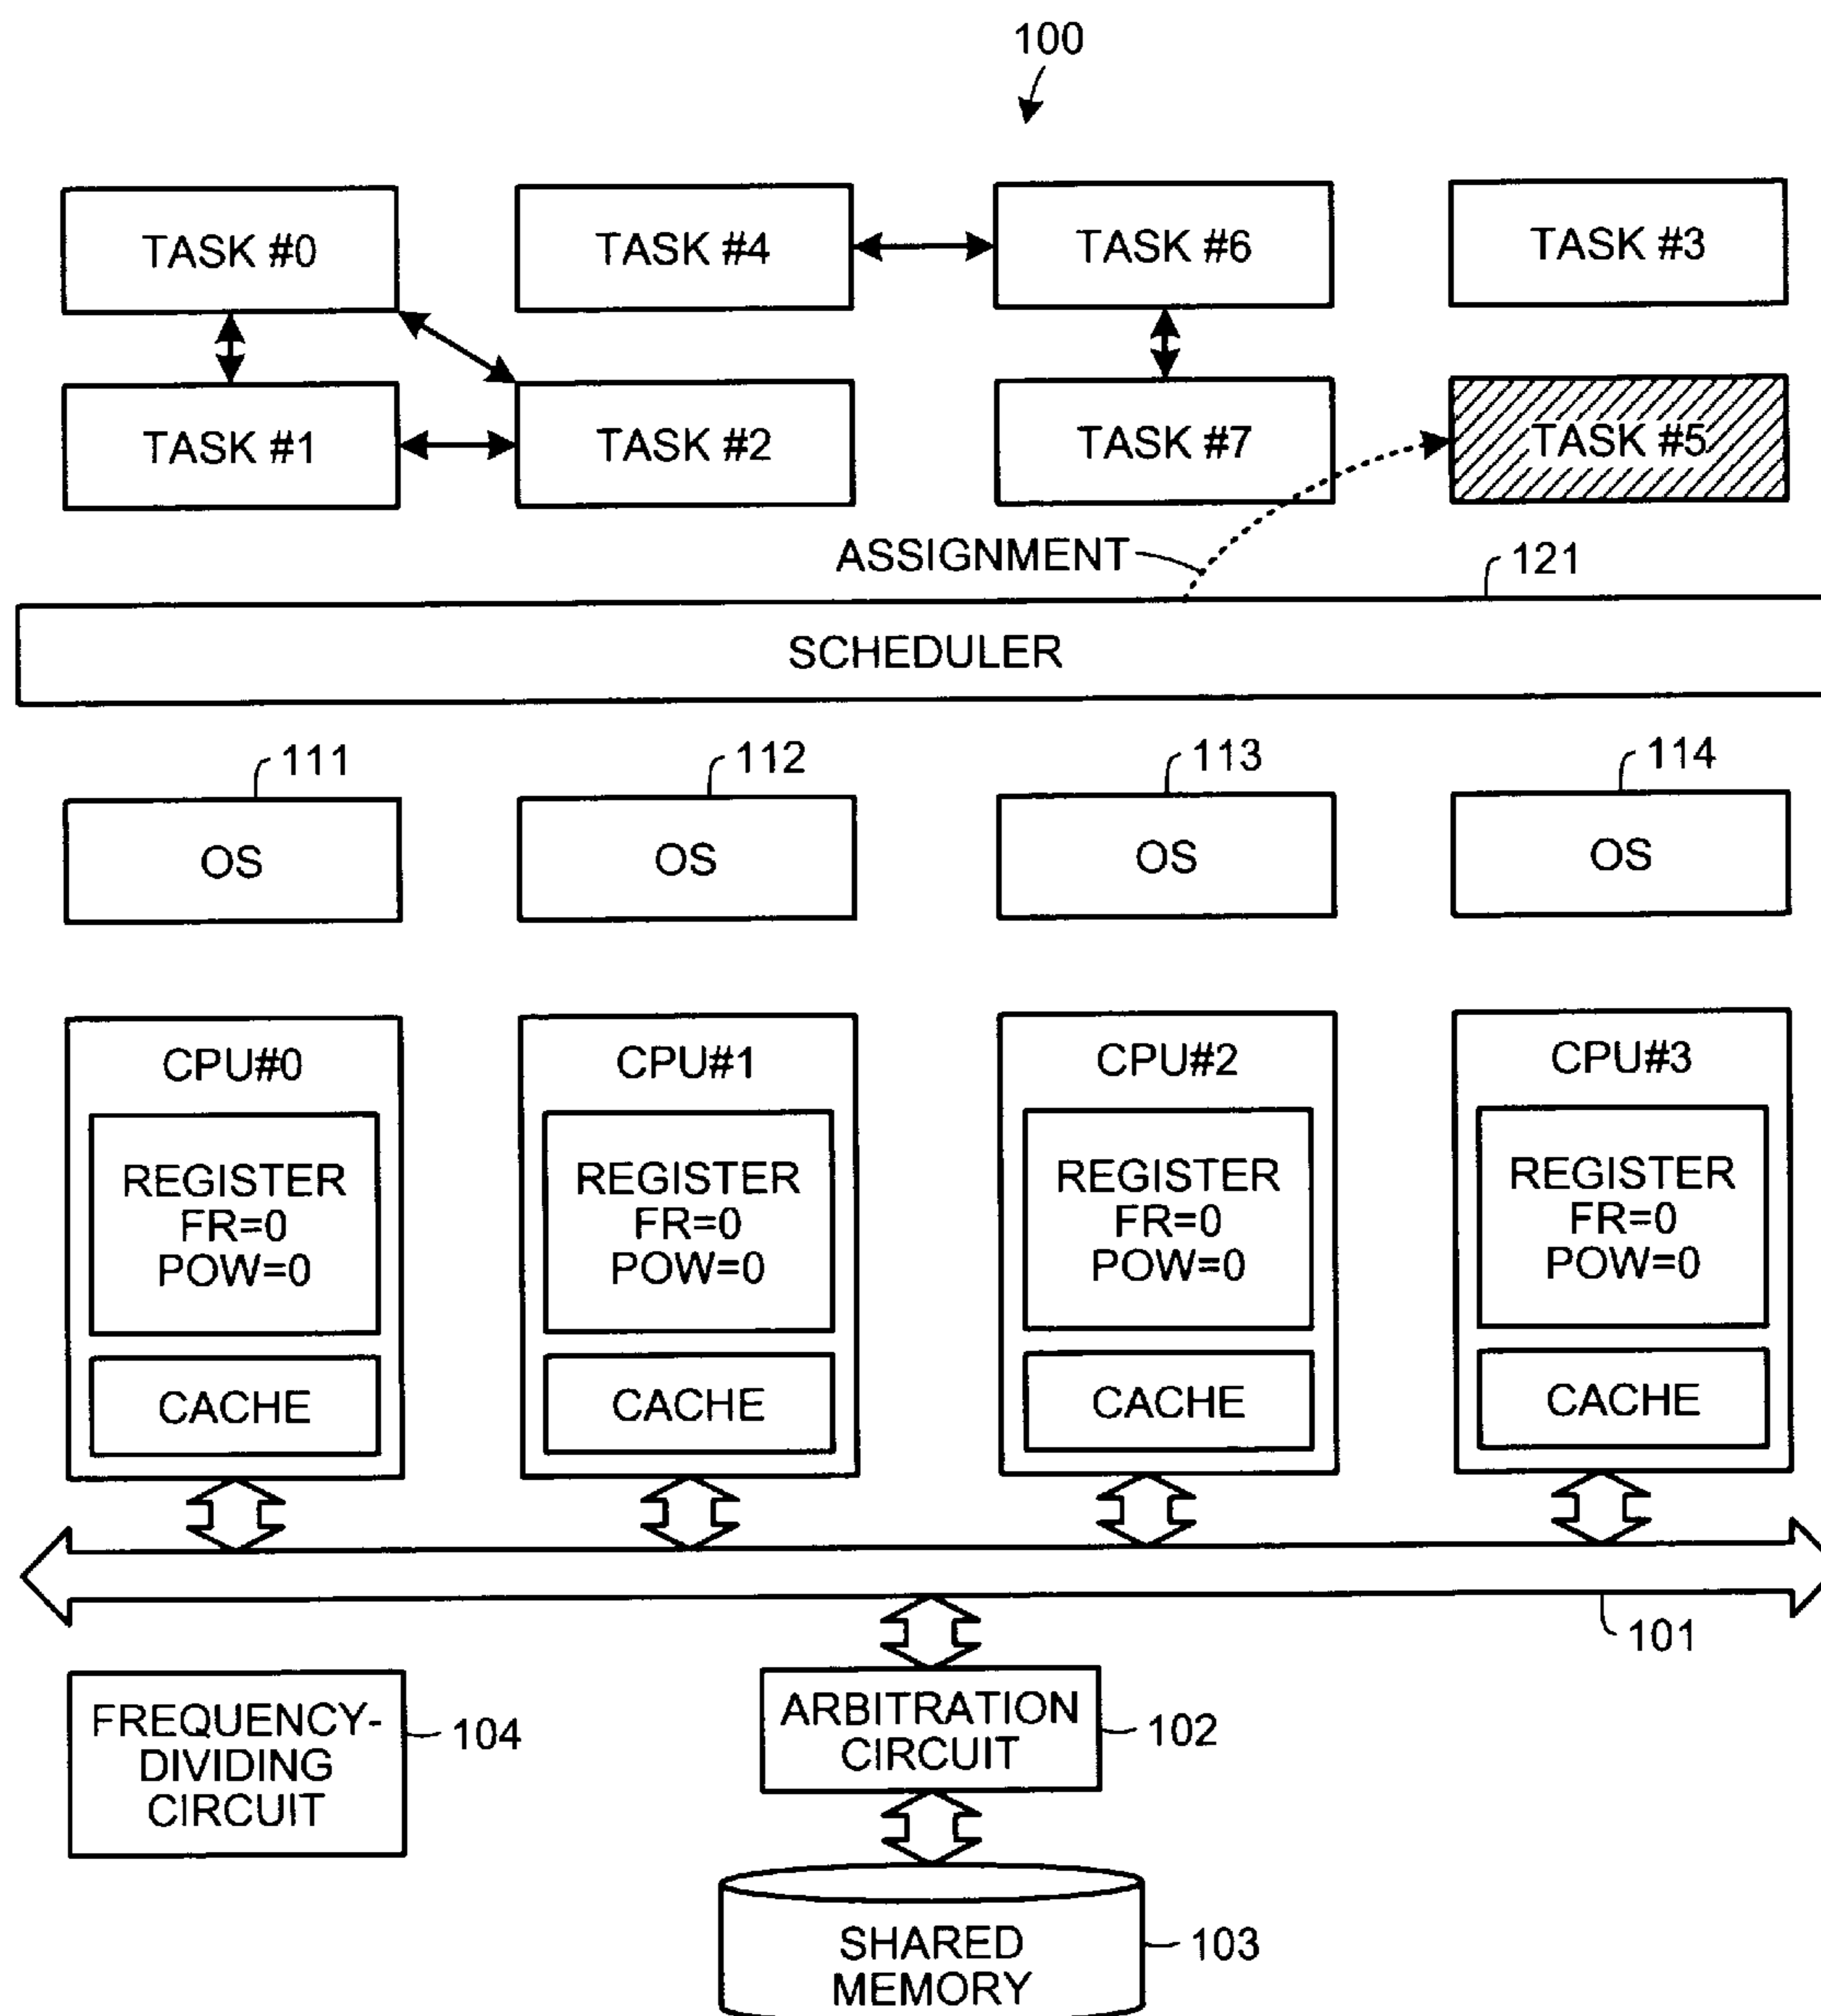 100
TASK #0
TASK #4
TASK #6
TASK #3
TASK #1
TASK #2
TASK #7
TASK #5
ASSIGNMENT
121
SCHEDULER
111
112
113
114
OS
OS
OS
OS
CPU#0
CPU#1
CPU#2
CPU#3
REGISTER
FR=0
POW=0
REGISTER
FR=0
POW=0
REGISTER
FR=0
POW=0
REGISTER
FR=0
POW=0
CACHE
CACHE
CACHE
CACHE
101
FREQUENCY-
DIVIDING
CIRCUIT
104
ARBITRATION
CIRCUIT
102
SHARED
MEMORY
103